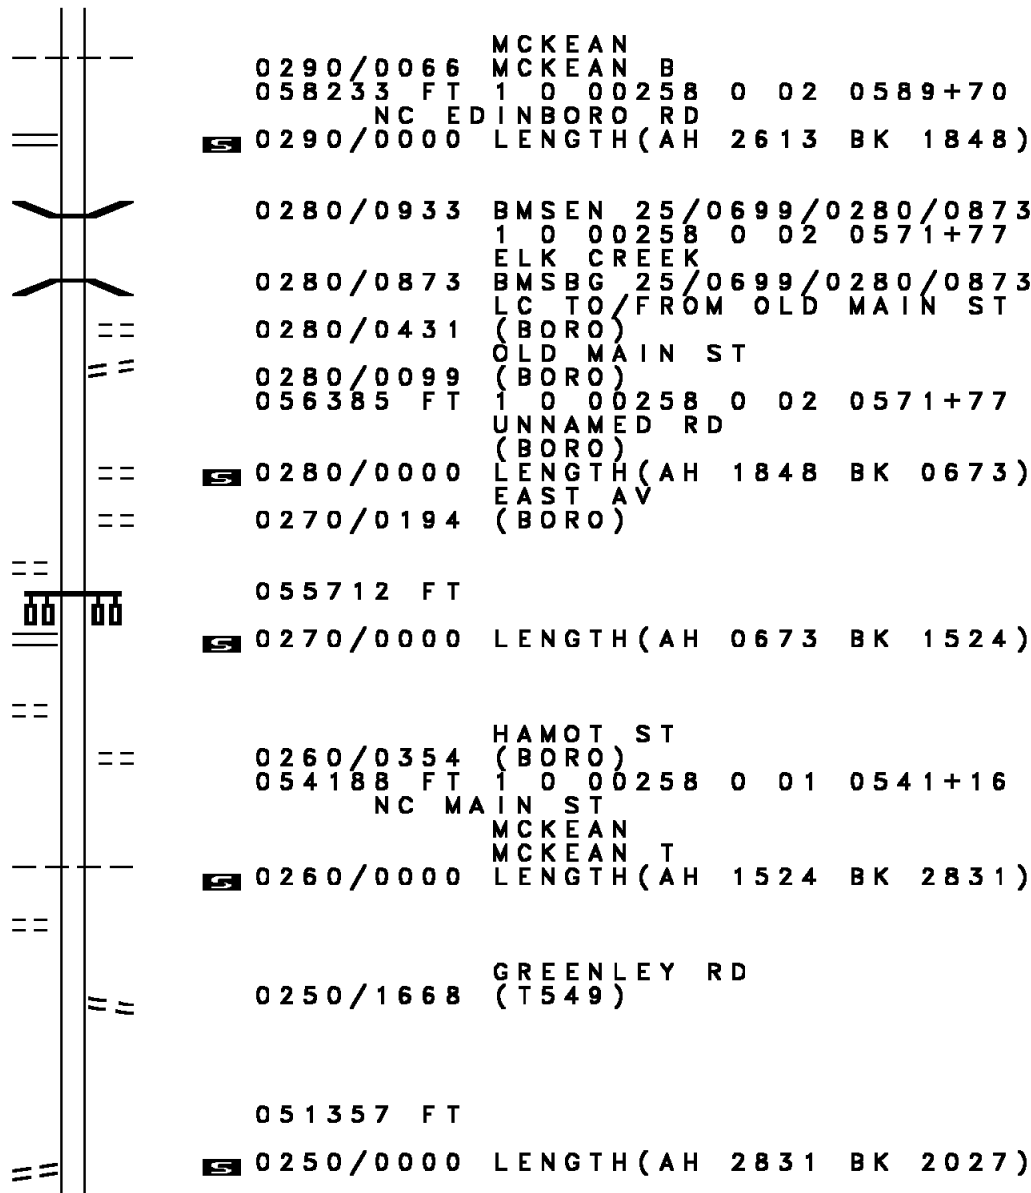 MCKEAN
0290/0066 MCKEAN B
058233 FT 1 0 00258 0 02 0589+70
NC EDINBORO RD
S 0290/0000 LENGTH(AH 2613 BK 1848)
0280/0933 BMSEN 25/0699/0280/0873
1 0 00258 0 02 0571+77
ELK CREEK
0280/0873 BMSBG 25/0699/0280/0873
LC TO/FROM OLD MAIN ST
0280/0431 (BORO)
OLD MAIN ST
0280/0099 (BORO)
056385 FT 1 0 00258 0 02 0571+77
UNNAMED RD
(BORO)
S 0280/0000 LENGTH(AH 1848 BK 0673)
EAST AV
0270/0194 (BORO)
055712 FT
S 0270/0000 LENGTH(AH 0673 BK 1524)
HAMOT ST
0260/0354 (BORO)
054188 FT 1 0 00258 0 01 0541+16
NC MAIN ST
MCKEAN
MCKEAN T
S 0260/0000 LENGTH(AH 1524 BK 2831)
GREENLEY RD
0250/1668 (T549)
051357 FT
S 0250/0000 LENGTH(AH 2831 BK 2027)